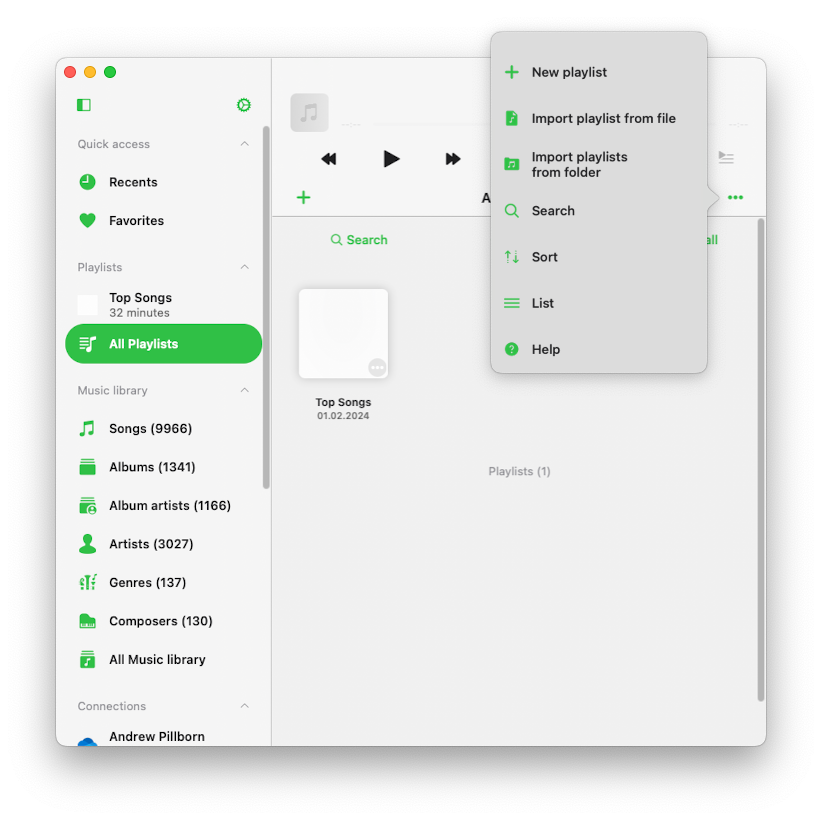 Quick access
Recents
Favorites
Playlists
Top Songs
32 minutes
All Playlists
Music library
Songs (9966)
Albums (1341)
Album artists (1166)
Artists (3027)
Genres (137)
Composers (130)
All Music library
Connections
Andrew Pillborn
--:--
--:--
A
Search
all
Top Songs
01.02.2024
Playlists (1)
New playlist
Import playlist from file
Import playlists
from folder
Search
Sort
List
Help